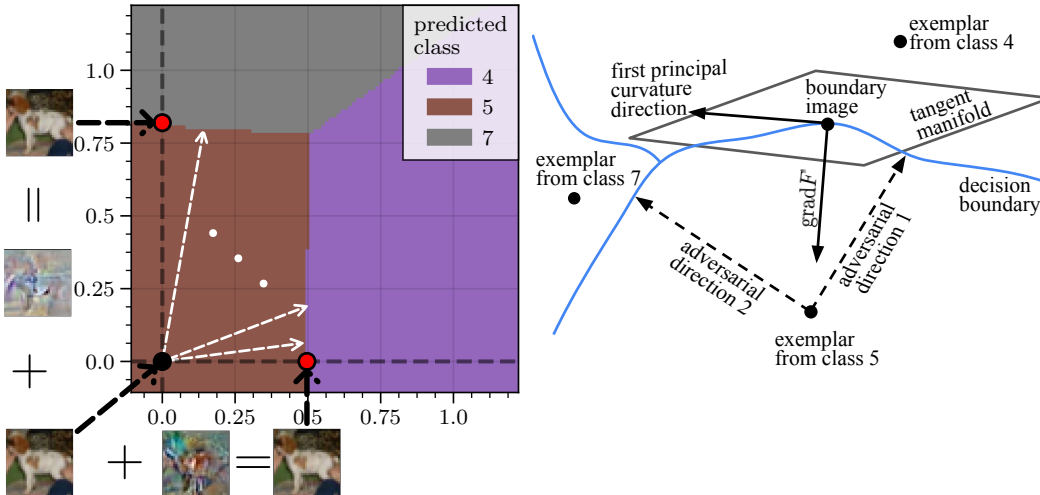 predicted
class
4
5
7
1.0
0.75
0.5
0.25
0.0
0.0
0.25
0.5
0.75
1.0
||
+
+
=
exemplar
from class 4
first principal
curvature
direction
boundary
image
tangent
manifold
exemplar
from class 7
grad F
decision
boundary
adversarial
direction 1
adversarial
direction 2
exemplar
from class 5